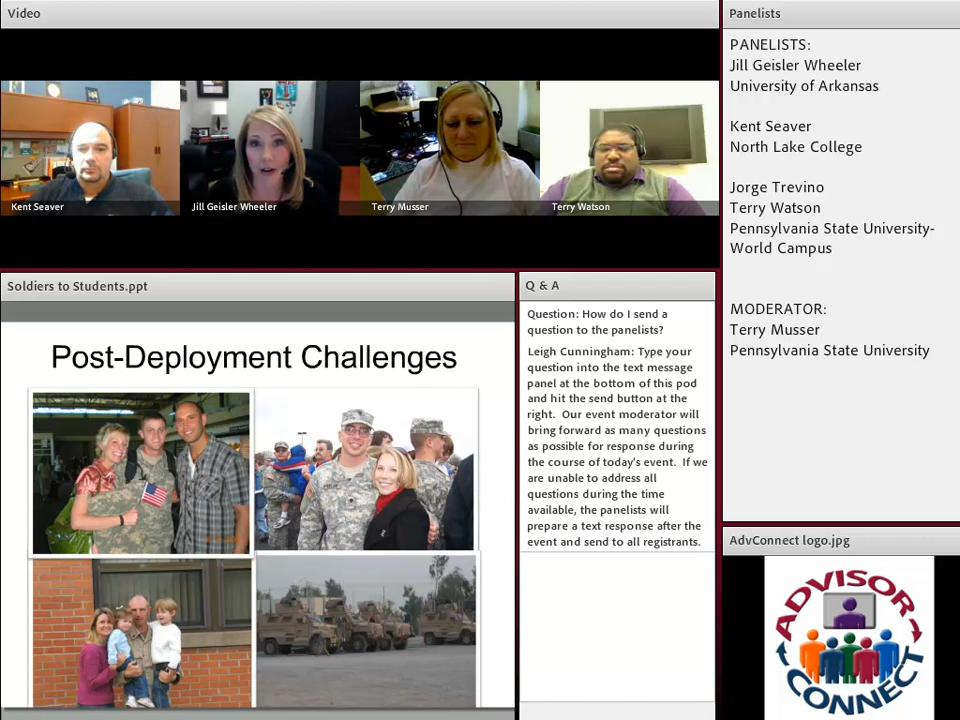 Video
Kent Seaver
Jill Geisler Wheeler
Terry Musser
Terry Watson
Soldiers to Students.ppt
Post-Deployment Challenges
Q & A
Question: How do I send a
question to the panelists?
Leigh Cunningham: Type your
question into the text message
panel at the bottom of this pod
and hit the send button at the
right.  Our event moderator will
bring forward as many questions
as possible for response during
the course of today's event.  If we
are unable to address all
questions during the time
available, the panelists will
prepare a text response after the
event and send to all registrants.
Panelists
PANELISTS:
Jill Geisler Wheeler
University of Arkansas
Kent Seaver
North Lake College
Jorge Trevino
Terry Watson
Pennsylvania State University-
World Campus
MODERATOR:
Terry Musser
Pennsylvania State University
AdvConnect logo.jpg
ADVISOR
CONNECT